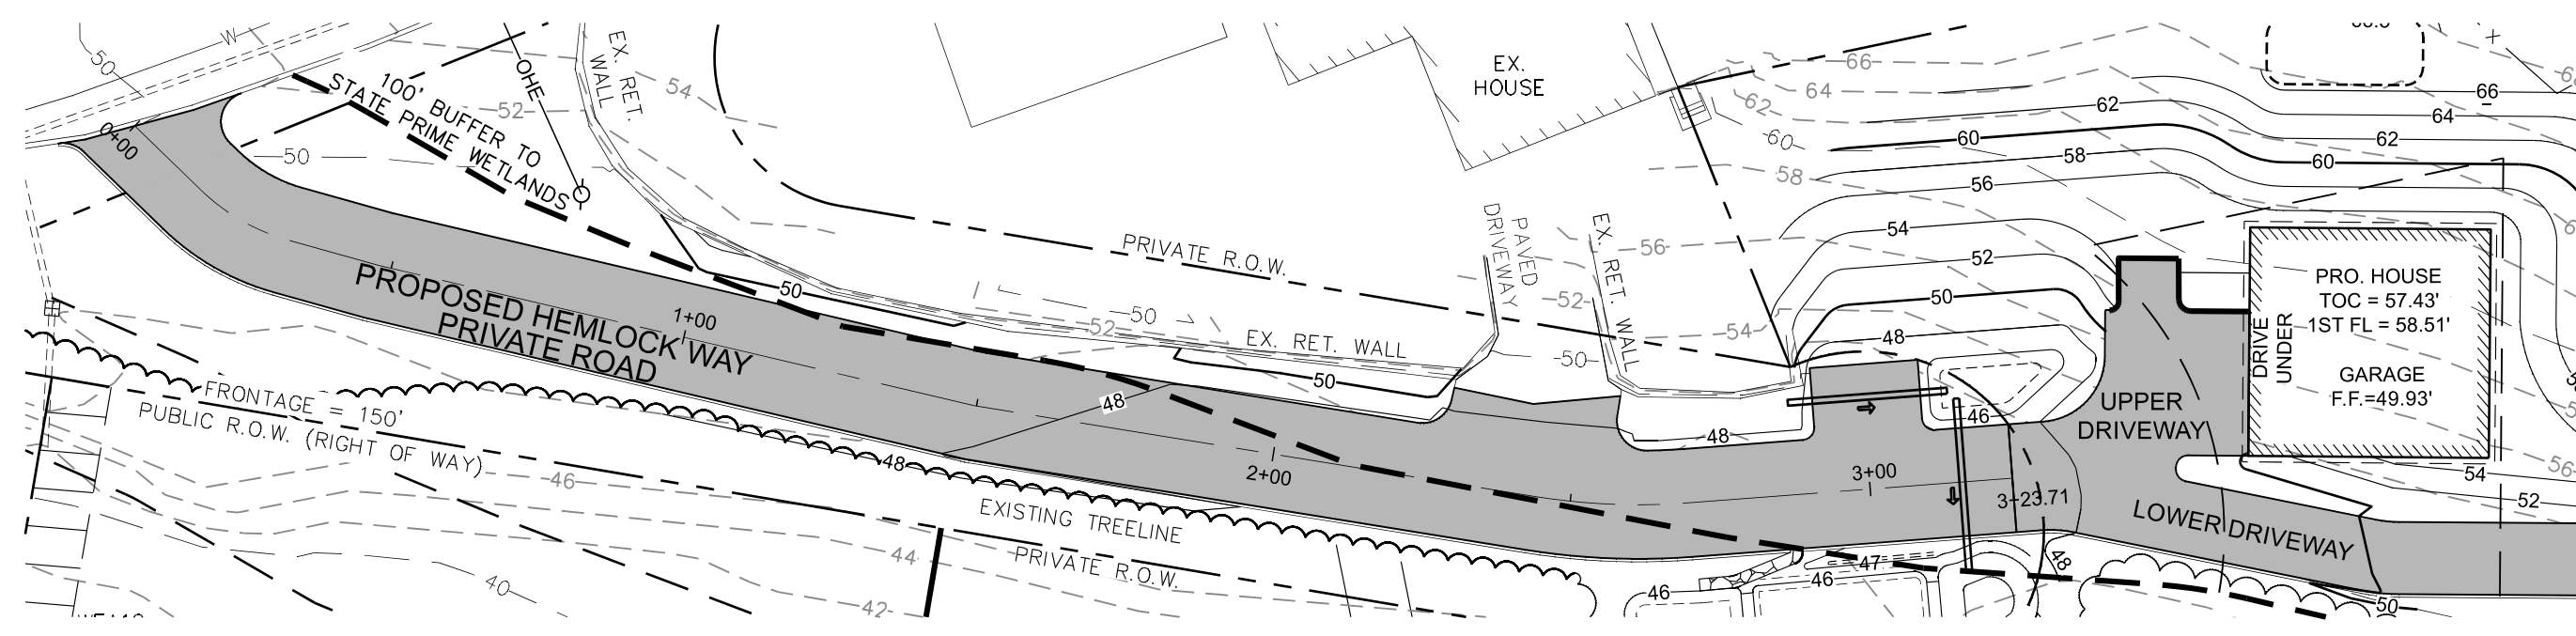 W
50
0+00
100' BUFFER TO
STATE PRIME WETLANDS
OHE
52
50
EX. RET.
WALL
54
EX.
HOUSE
66
64
62
60
58
56
62
60
58
56
54
52
50
48
66
64
62
60
X
PRIVATE R.O.W.
PAVED
DRIVEWAY
EX. RET. WALL
56
52
54
50
50
50
52
EX. RET. WALL
50
PROPOSED HEMLOCK WAY
PRIVATE ROAD
1+00
48
2+00
48
3+00
3+23.71
46
UPPER
DRIVEWAY
DRIVE
UNDER
PRO. HOUSE
TOC = 57.43'
1ST FL = 58.51'
GARAGE
F.F.=49.93'
56
54
52
LOWER DRIVEWAY
FRONTAGE = 150'
PUBLIC R.O.W. (RIGHT OF WAY)
46
48
EXISTING TREELINE
PRIVATE R.O.W.
44
42
40
46
46
47
48
50